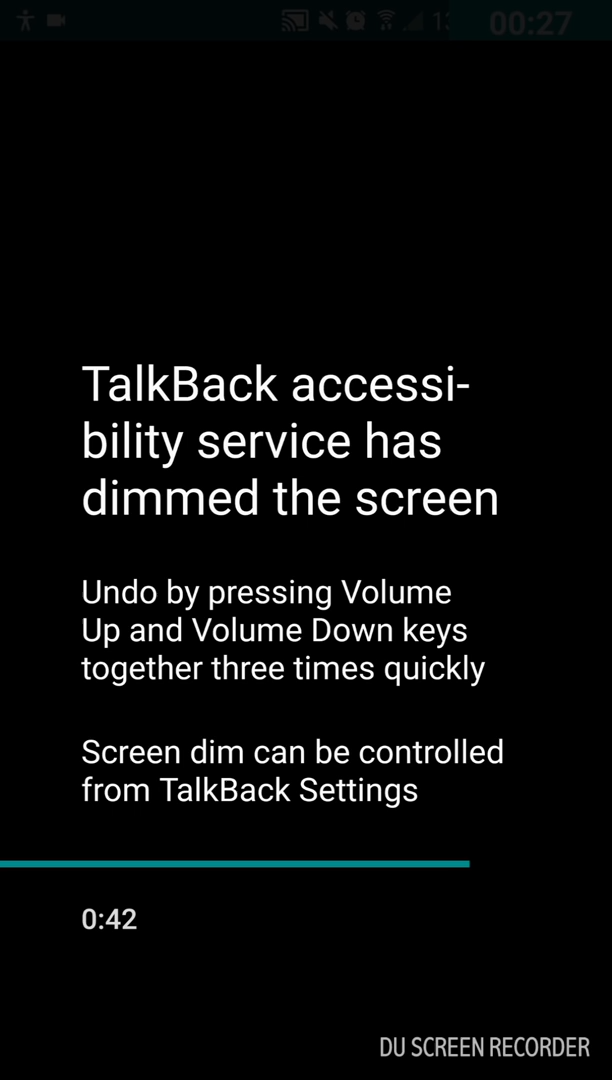 00:27
TalkBack accessi-
bility service has
dimmed the screen
Undo by pressing Volume
Up and Volume Down keys
together three times quickly
Screen dim can be controlled
from TalkBack Settings
0:42
DU SCREEN RECORDER